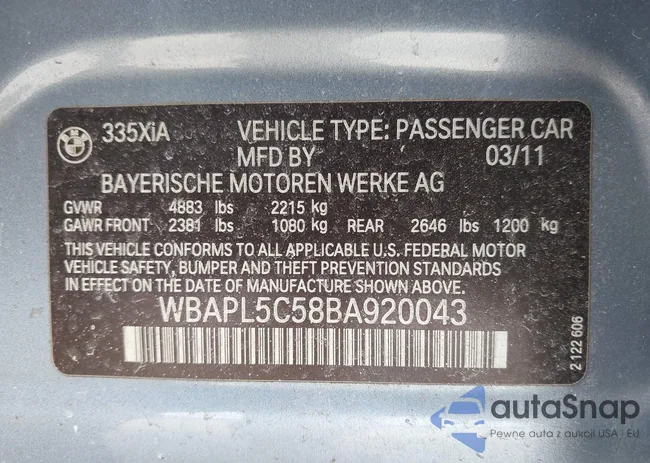 BMW
335XiA VEHICLE TYPE: PASSENGER CAR
MFD BY 03/11
BAYERISCHE MOTOREN WERKE AG
GVWR 4883 lbs 2215 kg
GAWR FRONT 2381 lbs 1080 kg REAR 2646 lbs 1200 kg
THIS VEHICLE CONFORMS TO ALL APPLICABLE U.S. FEDERAL MOTOR
VEHICLE SAFETY, BUMPER AND THEFT PREVENTION STANDARDS
IN EFFECT ON THE DATE OF MANUFACTURE SHOWN ABOVE.
WBAPL5C58BA920043
2 122 606
autoSnap
Pewne auta z aukcji USA - EU